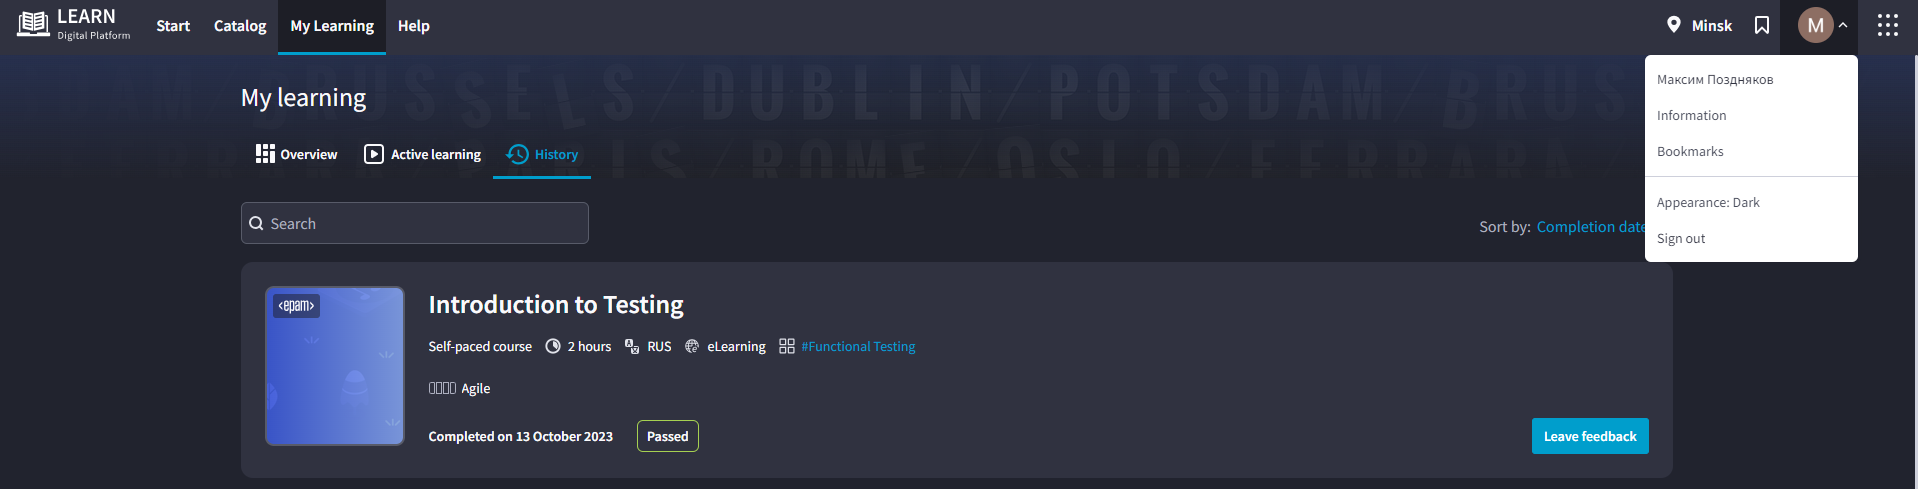 LEARN
Digital Platform
Start Catalog My Learning Help
Minsk
M
My learning
Overview Active learning History
Search
Sort by: Completion date
Максим Поздняков
Information
Bookmarks
Appearance: Dark
Sign out
DUBLIN/POTSDAM/BRUS
ROME/OSLO/FERRARA
<epam>
Introduction to Testing
Self-paced course 2 hours RUS eLearning #Functional Testing
Agile
Completed on 13 October 2023 Passed
Leave feedback